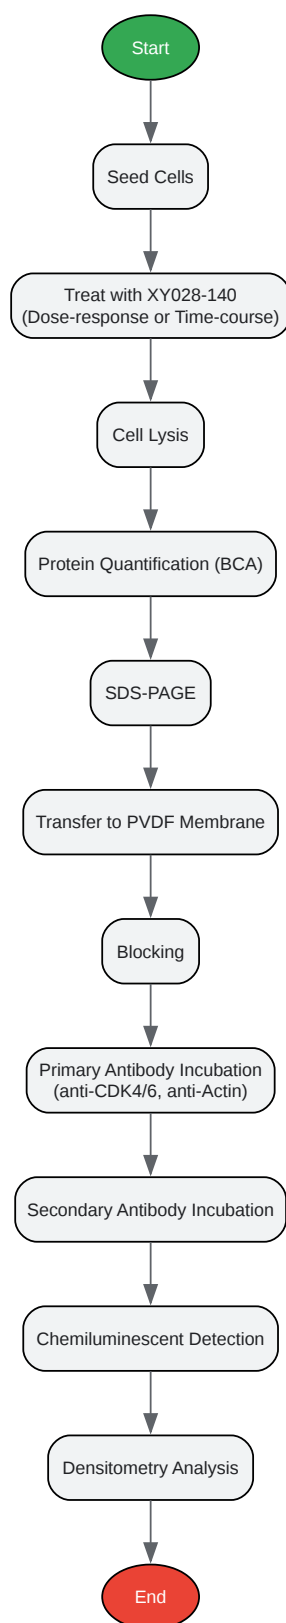 Start
Seed Cells
Treat with XY028-140
(Dose-response or Time-course)
Cell Lysis
Protein Quantification (BCA)
SDS-PAGE
Transfer to PVDF Membrane
Blocking
Primary Antibody Incubation
(anti-CDK4/6, anti-Actin)
Secondary Antibody Incubation
Chemiluminescent Detection
Densitometry Analysis
End